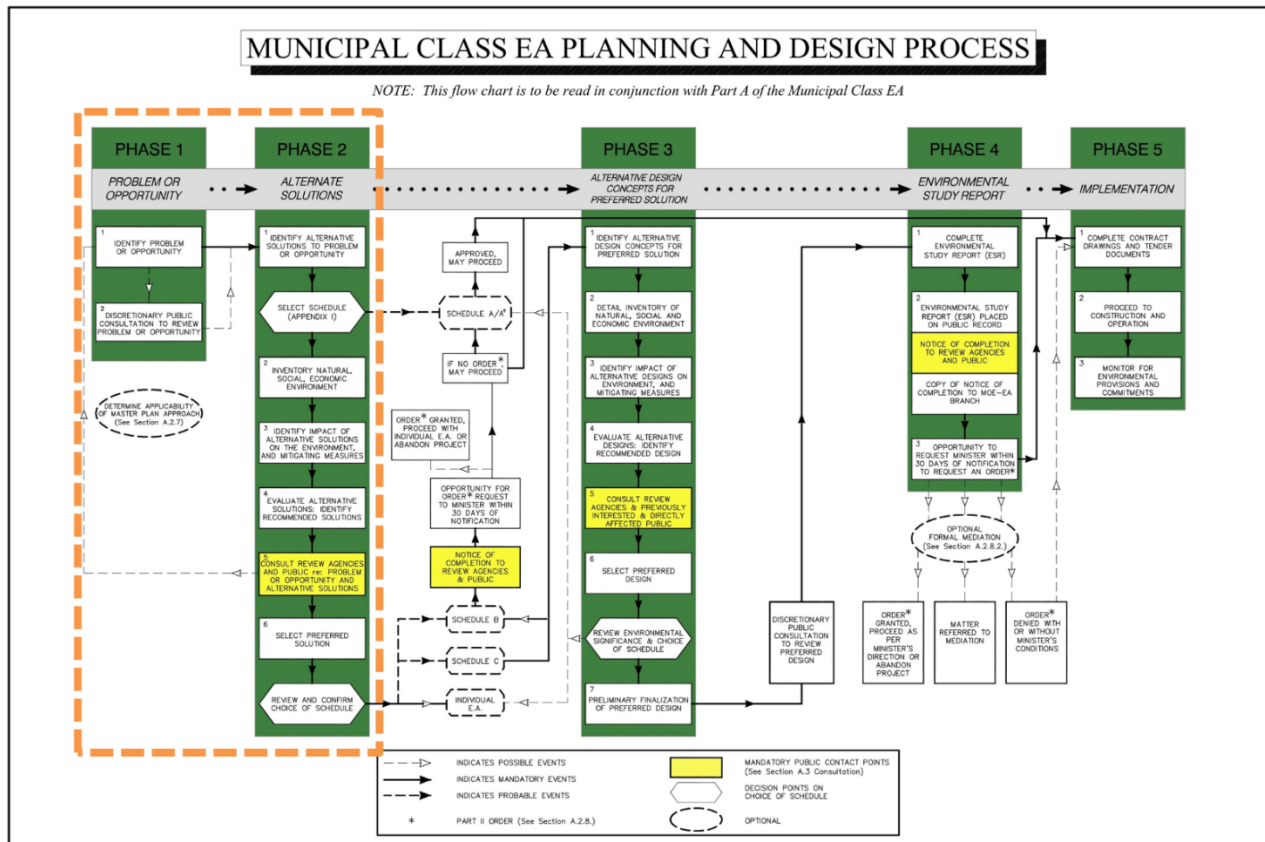 MUNICIPAL CLASS EA PLANNING AND DESIGN PROCESS
NOTE: This flow chart is to be read in conjunction with Part A of the Municipal Class EA
PHASE 1
PROBLEM OR
OPPORTUNITY
1
IDENTIFY PROBLEM
OR OPPORTUNITY
2
DISCRETIONARY PUBLIC
CONSULTATION TO REVIEW
PROBLEM OR OPPORTUNITY
DETERMINE APPLICABILITY
OF MASTER PLAN APPROACH
(See Section A.2.7)
PHASE 2
ALTERNATE
SOLUTIONS
1
IDENTIFY ALTERNATIVE
SOLUTIONS TO PROBLEM
OR OPPORTUNITY
SELECT SCHEDULE
(APPENDIX I)
2
INVENTORY NATURAL,
SOCIAL, ECONOMIC
ENVIRONMENT
3
IDENTIFY IMPACT OF
ALTERNATIVE SOLUTIONS
ON THE ENVIRONMENT,
AND MITIGATING MEASURES
4
EVALUATE ALTERNATIVE
SOLUTIONS: IDENTIFY
RECOMMENDED SOLUTIONS
5
CONSULT REVIEW AGENCIES
AND PUBLIC re: PROBLEM
OR OPPORTUNITY AND
ALTERNATIVE SOLUTIONS
6
SELECT PREFERRED
SOLUTION
REVIEW AND CONFIRM
CHOICE OF SCHEDULE
APPROVED,
MAY PROCEED
SCHEDULE A/A+
IF NO ORDER*,
MAY PROCEED
ORDER* GRANTED,
PROCEED WITH
INDIVIDUAL E.A. OR
ABANDON PROJECT
OPPORTUNITY FOR
ORDER* REQUEST
TO MINISTER WITHIN
30 DAYS OF
NOTIFICATION
NOTICE OF
COMPLETION TO
REVIEW AGENCIES
& PUBLIC
SCHEDULE B
SCHEDULE C
INDIVIDUAL
E.A.
PHASE 3
ALTERNATIVE DESIGN
CONCEPTS FOR
PREFERRED SOLUTION
1
IDENTIFY ALTERNATIVE
DESIGN CONCEPTS FOR
PREFERRED SOLUTION
2
DETAIL INVENTORY OF
NATURAL, SOCIAL AND
ECONOMIC ENVIRONMENT
3
IDENTIFY IMPACT OF
ALTERNATIVE DESIGNS ON
ENVIRONMENT, AND
MITIGATING MEASURES
4
EVALUATE ALTERNATIVE
DESIGNS: IDENTIFY
RECOMMENDED DESIGN
5
CONSULT REVIEW
AGENCIES & PREVIOUSLY
INTERESTED & DIRECTLY
AFFECTED PUBLIC
6
SELECT PREFERRED
DESIGN
REVIEW ENVIRONMENTAL
SIGNIFICANCE & CHOICE
OF SCHEDULE
7
PRELIMINARY FINALIZATION
OF PREFERRED DESIGN
DISCRETIONARY
PUBLIC
CONSULTATION
TO REVIEW
PREFERRED
DESIGN
PHASE 4
ENVIRONMENTAL
STUDY REPORT
1
COMPLETE
ENVIRONMENTAL
STUDY REPORT (ESR)
2
ENVIRONMENTAL STUDY
REPORT (ESR) PLACED
ON PUBLIC RECORD
NOTICE OF COMPLETION
TO REVIEW AGENCIES
AND PUBLIC
COPY OF NOTICE OF
COMPLETION TO MOE-EA
BRANCH
3
OPPORTUNITY TO
REQUEST MINISTER WITHIN
30 DAYS OF NOTIFICATION
TO REQUEST AN ORDER*
OPTIONAL
FORMAL MEDIATION
(See Section A.2.8.2.)
ORDER*
GRANTED,
PROCEED AS
PER
MINISTER'S
DIRECTION OR
ABANDON
PROJECT
MATTER
REFERRED TO
MEDIATION
ORDER*
DENIED WITH
OR WITHOUT
MINISTER'S
CONDITIONS
PHASE 5
IMPLEMENTATION
1
COMPLETE CONTRACT
DRAWINGS AND TENDER
DOCUMENTS
2
PROCEED TO
CONSTRUCTION AND
OPERATION
3
MONITOR FOR
ENVIRONMENTAL
PROVISIONS AND
COMMITMENTS
INDICATES POSSIBLE EVENTS
INDICATES MANDATORY EVENTS
INDICATES PROBABLE EVENTS
* PART II ORDER (See Section A.2.8.)
MANDATORY PUBLIC CONTACT POINTS
(See Section A.3 Consultation)
DECISION POINTS ON
CHOICE OF SCHEDULE
OPTIONAL